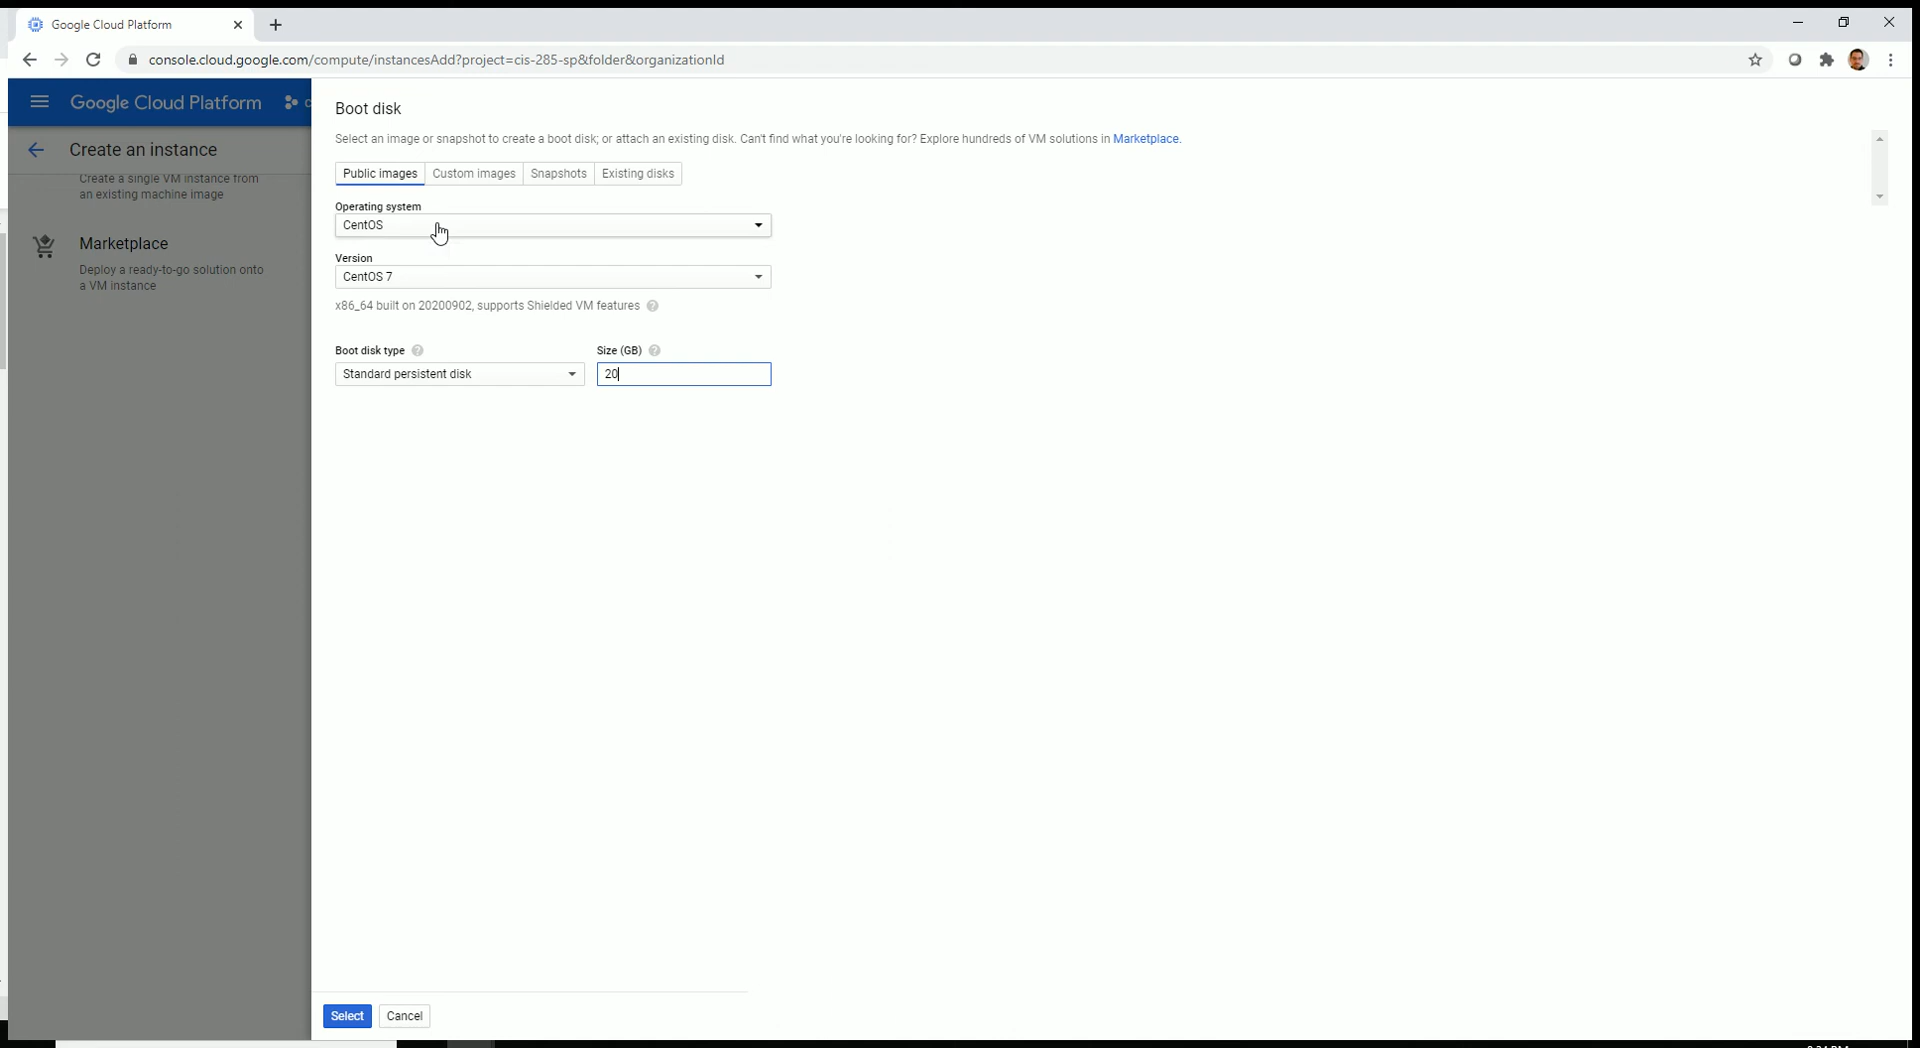 Google Cloud Platform
console.cloud.google.com/compute/instancesAdd?project=cis-285-sp&folder&organizationId
Google Cloud Platform
Create an instance
Create a single VM instance from
an existing machine image
Marketplace
Deploy a ready-to-go solution onto
a VM instance
Boot disk
Select an image or snapshot to create a boot disk; or attach an existing disk. Can't find what you're looking for? Explore hundreds of VM solutions in Marketplace.
Public images Custom images Snapshots Existing disks
Operating system
CentOS
Version
CentOS 7
x86_64 built on 20200902, supports Shielded VM features
Boot disk type Size (GB)
Standard persistent disk 20
Select Cancel